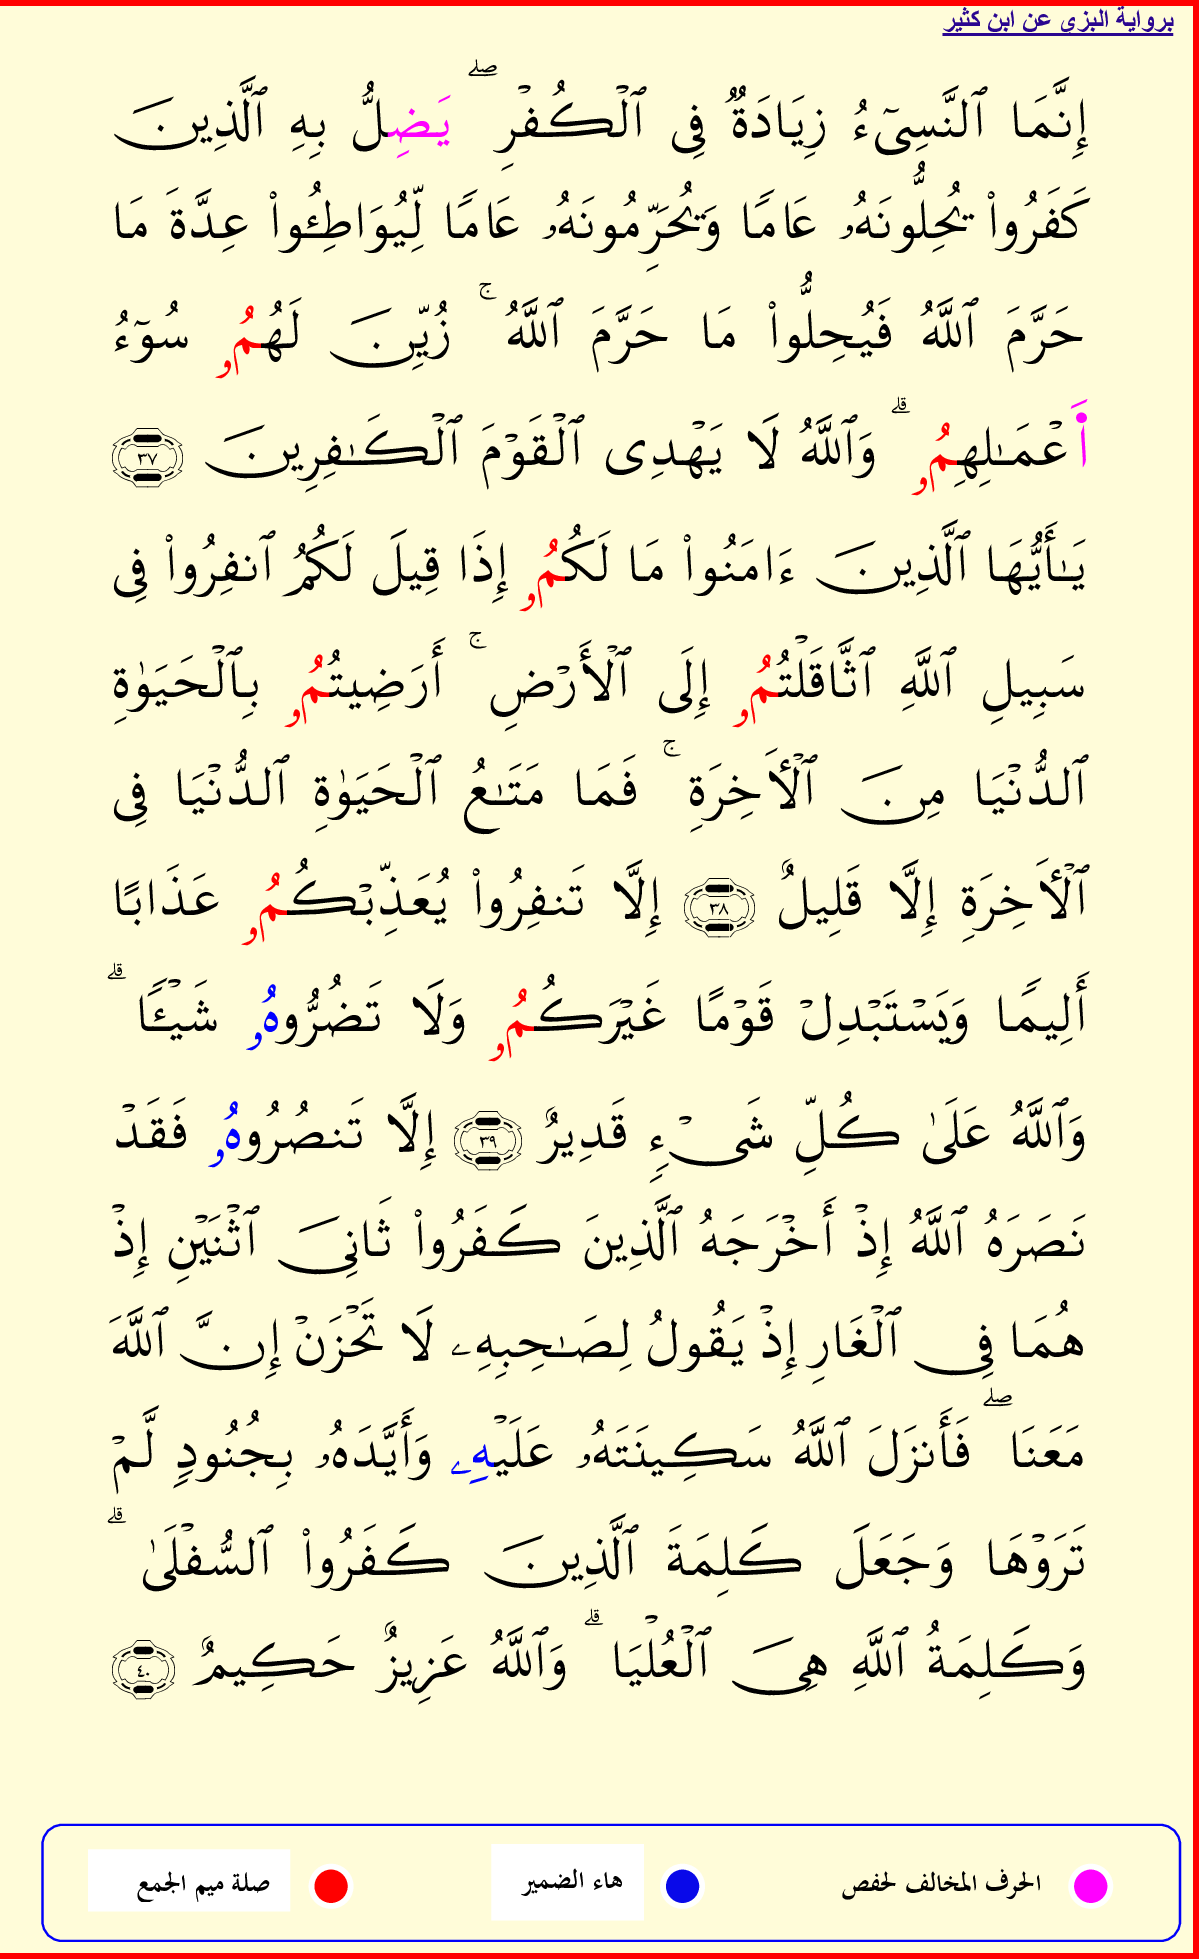 برواية البزى عن ابن كثير
إِنَّمَا ٱلنَّسِىٓءُ زِيَادَةٌ فِى ٱلْكُفْرِ ۖ يَضِلُّ بِهِ ٱلَّذِينَ
كَفَرُوا۟ يُحِلُّونَهُۥ عَامًا وَيُحَرِّمُونَهُۥ عَامًا لِّيُوَاطِـُٔوا۟ عِدَّةَ مَا
حَرَّمَ ٱللَّهُ فَيُحِلُّوا۟ مَا حَرَّمَ ٱللَّهُ ۚ زُيِّنَ لَهُمُۥ سُوٓءُ
أَعْمَـٰلِهِمُۥ ۗ وَٱللَّهُ لَا يَهْدِى ٱلْقَوْمَ ٱلْكَـٰفِرِينَ ٣٧
يَـٰٓأَيُّهَا ٱلَّذِينَ ءَامَنُوا۟ مَا لَكُمُۥ إِذَا قِيلَ لَكُمُ ٱنفِرُوا۟ فِى
سَبِيلِ ٱللَّهِ ٱثَّاقَلْتُمُۥ إِلَى ٱلْأَرْضِ ۚ أَرَضِيتُمُۥ بِٱلْحَيَوٰةِ
ٱلدُّنْيَا مِنَ ٱلْأَخِرَةِ ۚ فَمَا مَتَـٰعُ ٱلْحَيَوٰةِ ٱلدُّنْيَا فِى
ٱلْأَخِرَةِ إِلَّا قَلِيلٌ ٣٨ إِلَّا تَنفِرُوا۟ يُعَذِّبْكُمُۥ عَذَابًا
أَلِيمًا وَيَسْتَبْدِلْ قَوْمًا غَيْرَكُمُۥ وَلَا تَضُرُّوهُۥ شَيْـًٔا ۗ
وَٱللَّهُ عَلَىٰ كُلِّ شَىْءٍ قَدِيرٌ ٣٩ إِلَّا تَنصُرُوهُۥ فَقَدْ
نَصَرَهُ ٱللَّهُ إِذْ أَخْرَجَهُ ٱلَّذِينَ كَفَرُوا۟ ثَانِىَ ٱثْنَيْنِ إِذْ
هُمَا فِى ٱلْغَارِ إِذْ يَقُولُ لِصَـٰحِبِهِۦ لَا تَحْزَنْ إِنَّ ٱللَّهَ
مَعَنَا ۖ فَأَنزَلَ ٱللَّهُ سَكِينَتَهُۥ عَلَيْهِۦ وَأَيَّدَهُۥ بِجُنُودٍ لَّمْ
تَرَوْهَا وَجَعَلَ كَلِمَةَ ٱلَّذِينَ كَفَرُوا۟ ٱلسُّفْلَىٰ ۗ
وَكَلِمَةُ ٱللَّهِ هِىَ ٱلْعُلْيَا ۗ وَٱللَّهُ عَزِيزٌ حَكِيمٌ ٤٠
الحرف المخالف لحفص هاء الضمير صلة ميم الجمع